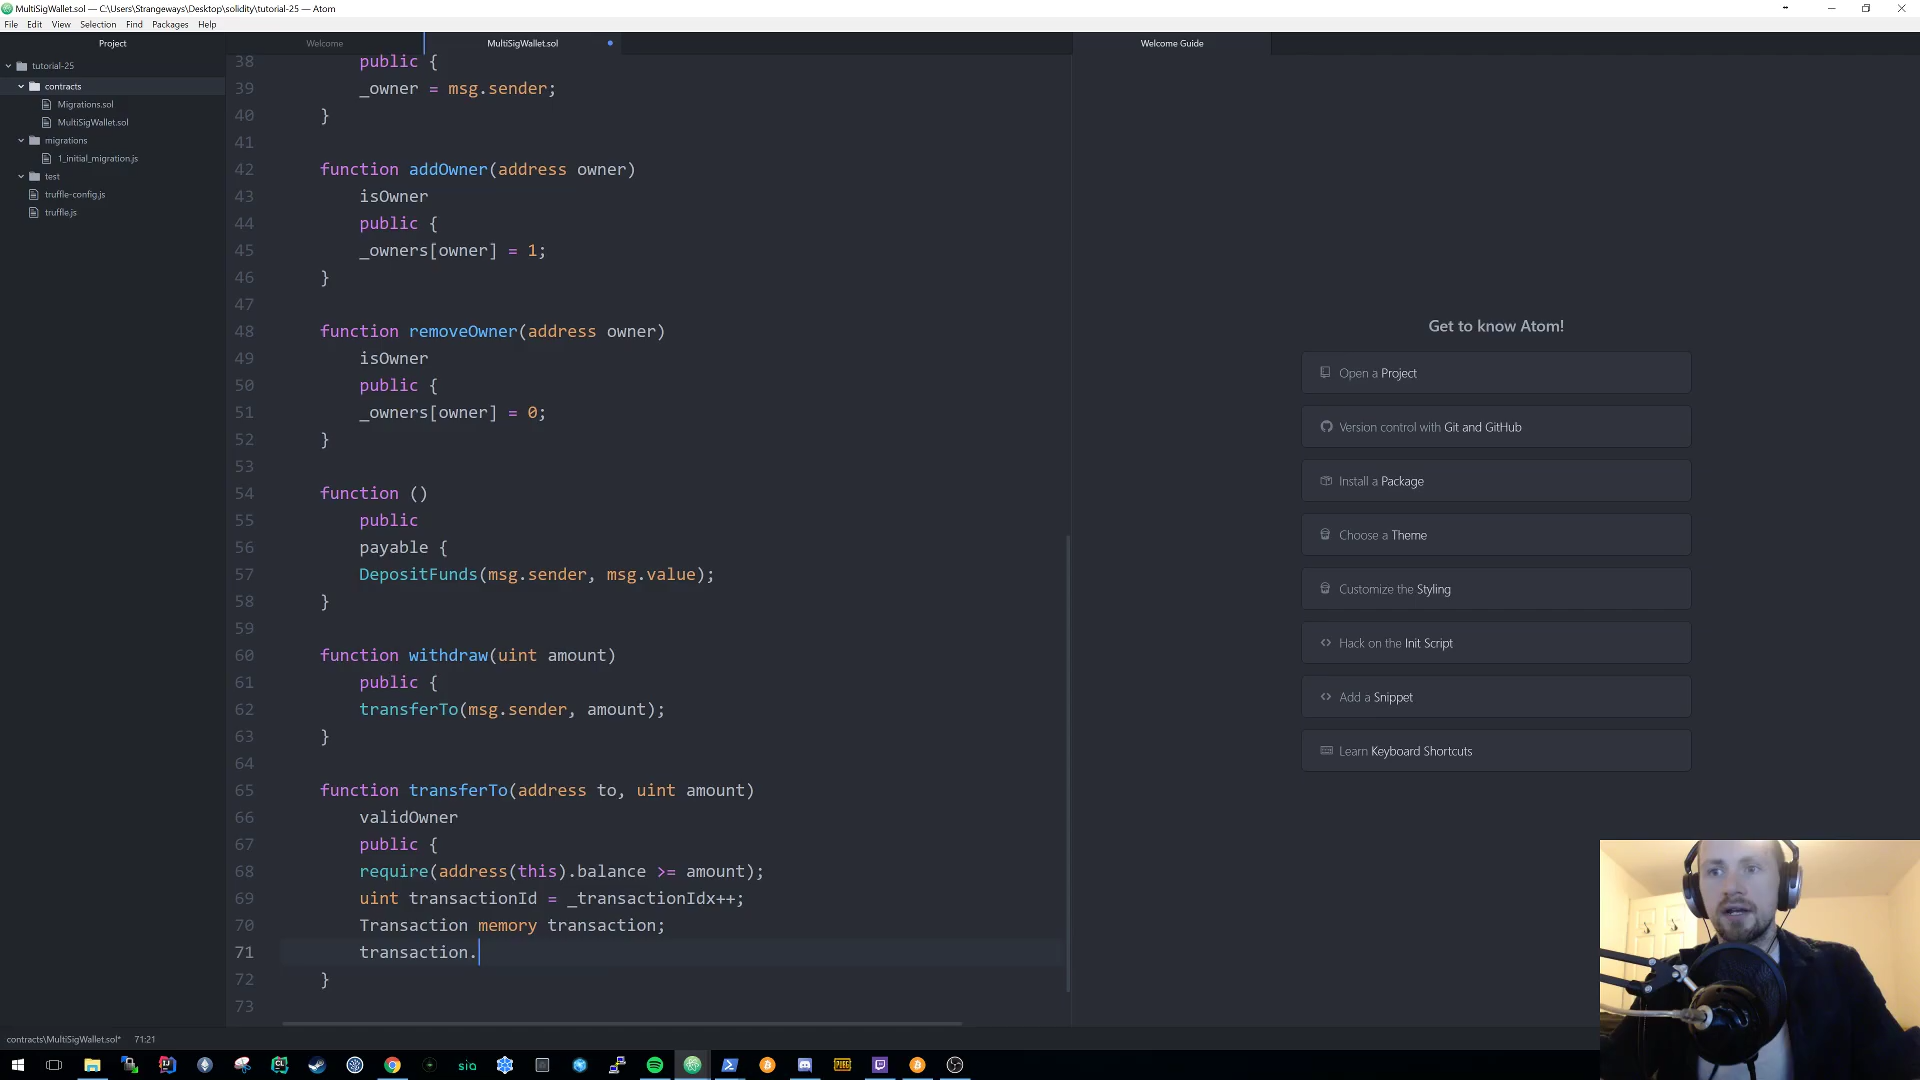 MultiSigWallet.sol — C:\Users\Strangeways\Desktop\solidity\tutorial-25 — Atom
File Edit View Selection Find Packages Help
Project
Welcome
MultiSigWallet.sol
Welcome Guide
tutorial-25
contracts
Migrations.sol
MultiSigWallet.sol
migrations
1_initial_migration.js
test
truffle-config.js
truffle.js
38 public {
39 _owner = msg.sender;
40 }
41
42 function addOwner(address owner)
43 isOwner
44 public {
45 _owners[owner] = 1;
46 }
47
48 function removeOwner(address owner)
49 isOwner
50 public {
51 _owners[owner] = 0;
52 }
53
54 function ()
55 public
56 payable {
57 DepositFunds(msg.sender, msg.value);
58 }
59
60 function withdraw(uint amount)
61 public {
62 transferTo(msg.sender, amount);
63 }
64
65 function transferTo(address to, uint amount)
66 validOwner
67 public {
68 require(address(this).balance >= amount);
69 uint transactionId = _transactionIdx++;
70 Transaction memory transaction;
71 transaction.
72 }
73
Get to know Atom!
Open a Project
Version control with Git and GitHub
Install a Package
Choose a Theme
Customize the Styling
Hack on the Init Script
Add a Snippet
Learn Keyboard Shortcuts
contracts\MultiSigWallet.sol* 71:21
sia